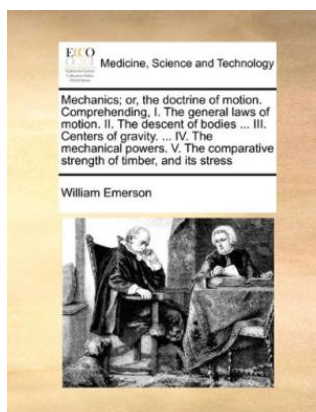 ECCO
Medicine, Science and Technology
Mechanics; or, the doctrine of motion.
Comprehending, I. The general laws of
motion. II. The descent of bodies ... III.
Centers of gravity. ... IV. The
mechanical powers. V. The comparative
strength of timber, and its stress
William Emerson